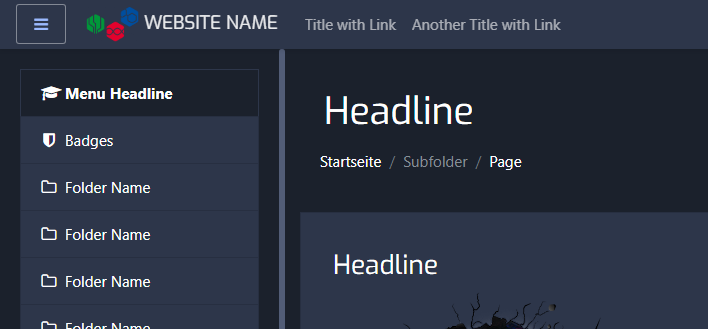 WEBSITE NAME Title with Link Another Title with Link
Menu Headline
Badges
Folder Name
Folder Name
Folder Name
Folder Name
Headline
Startseite / Subfolder / Page
Headline